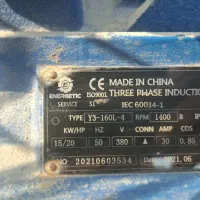 CE MADE IN CHINA
ISO9001 THREE PHASE INDUCTI
ENERGETIC
SERVICE S1 IEC 60034-1
TYPE Y3-160L-4 RPM 1400 B
KW/HP HZ V CONN AMP IN
15/20 50 380 △ 30 0.85
NO 20210603534 Date 2021.06